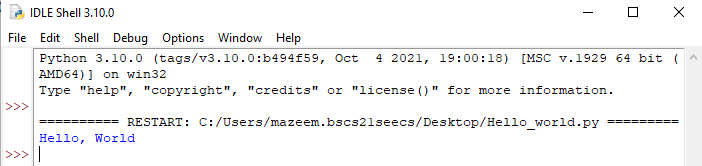 IDLE Shell 3.10.0
File Edit Shell Debug Options Window Help
Python 3.10.0 (tags/v3.10.0:b494f59, Oct  4 2021, 19:00:18) [MSC v.1929 64 bit (
AMD64)] on win32
Type "help", "copyright", "credits" or "license()" for more information.
>>>
========== RESTART: C:/Users/mazeem.bscs21seecs/Desktop/Hello_world.py =========
Hello, World
>>>